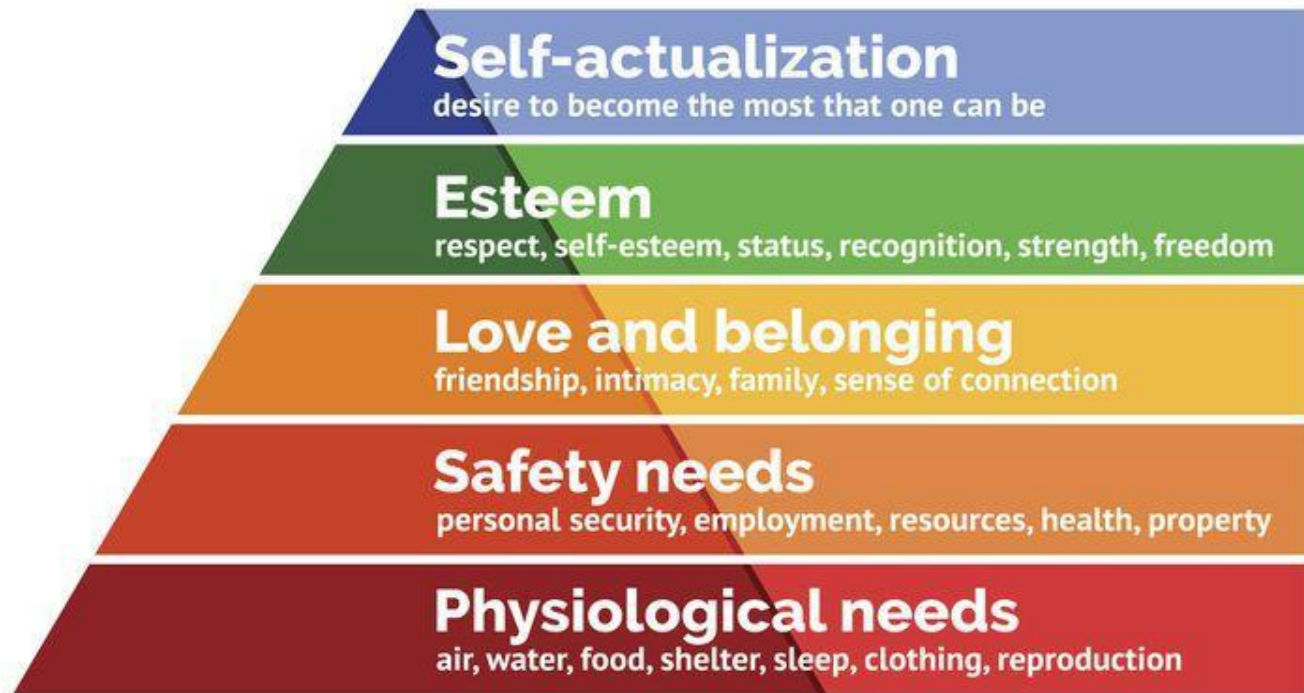 Self-actualization
desire to become the most that one can be
Esteem
respect, self-esteem, status, recognition, strength, freedom
Love and belonging
friendship, intimacy, family, sense of connection
Safety needs
personal security, employment, resources, health, property
Physiological needs
air, water, food, shelter, sleep, clothing, reproduction